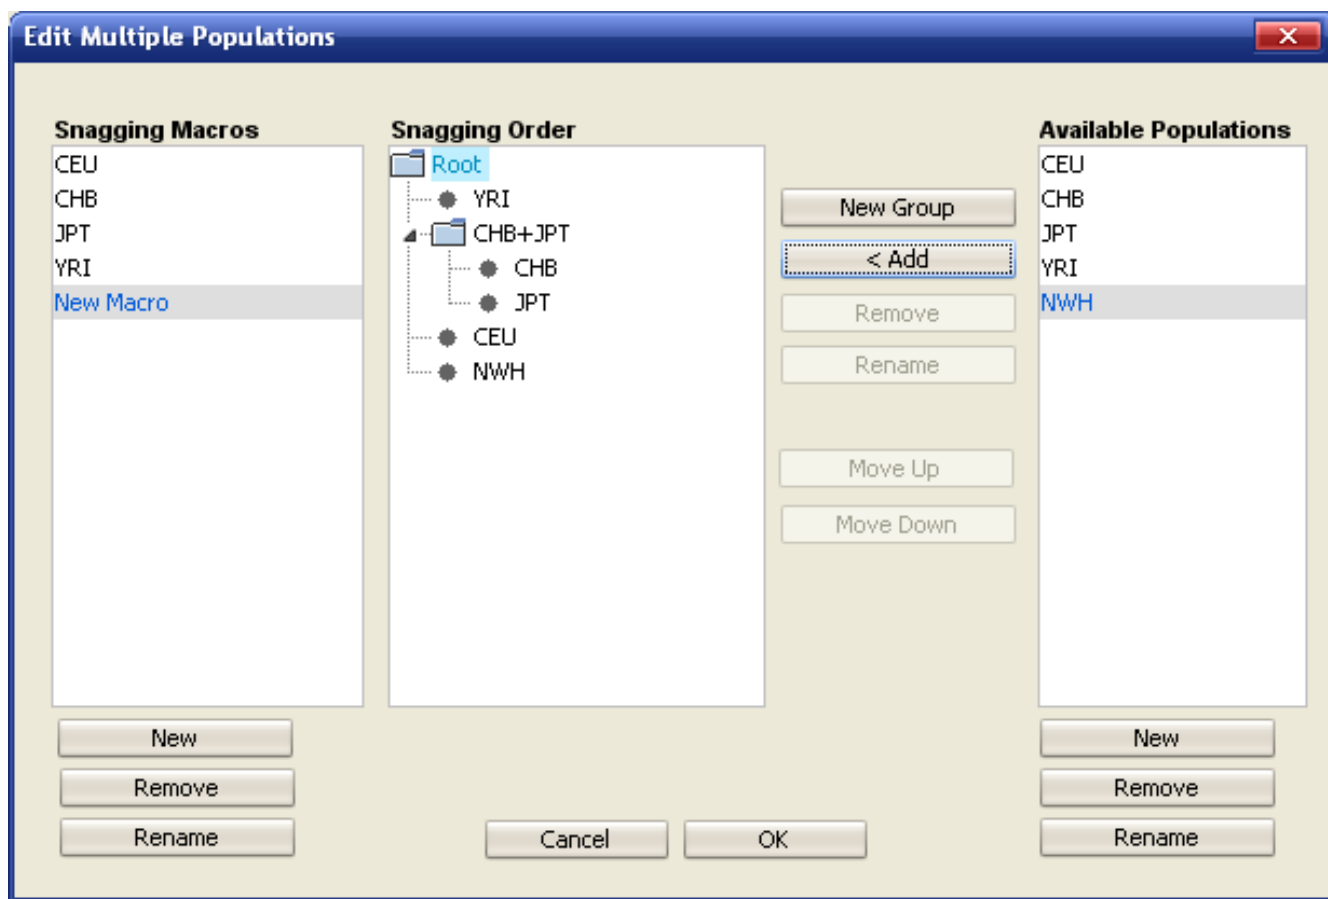 Edit Multiple Populations
Snagging Macros
CEU
CHB
JPT
YRI
New Macro
New
Remove
Rename
Snagging Order
Root
YRI
CHB+JPT
CHB
JPT
CEU
NWH
New Group
< Add
Remove
Rename
Move Up
Move Down
Available Populations
CEU
CHB
JPT
YRI
NWH
New
Remove
Rename
Cancel
OK